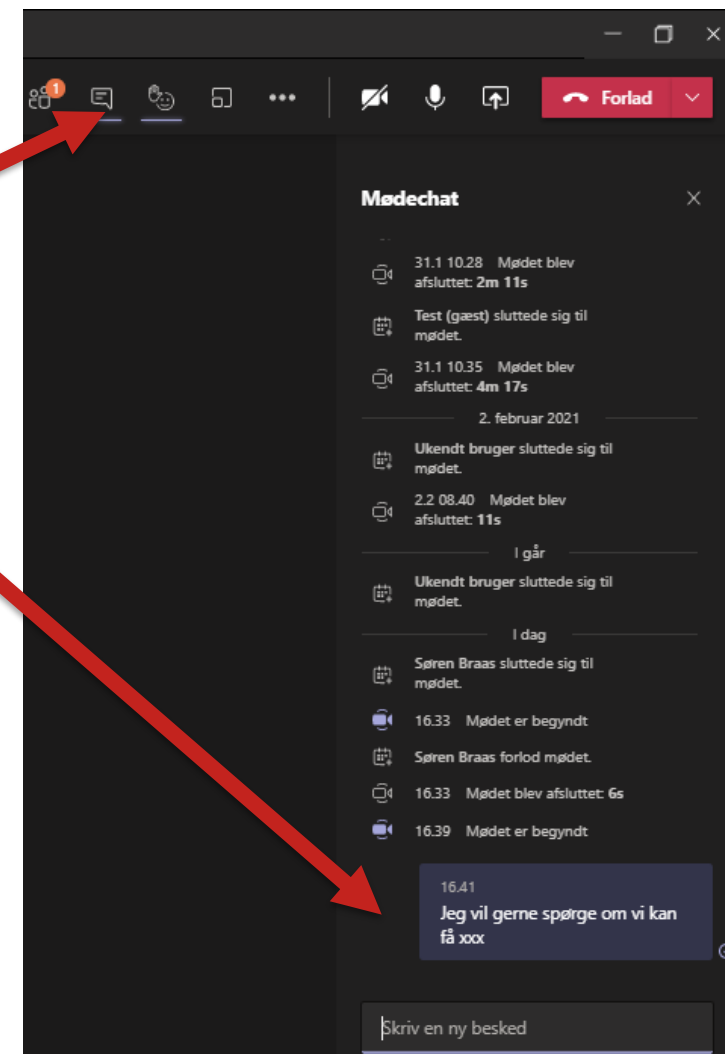 1
Forlad
Mødechat
31.1 10.28 Mødet blev
afsluttet: 2m 11s
Test (gæst) sluttede sig til
mødet.
31.1 10.35 Mødet blev
afsluttet: 4m 17s
2. februar 2021
Ukendt bruger sluttede sig til
mødet.
2.2 08.40 Mødet blev
afsluttet: 11s
I går
Ukendt bruger sluttede sig til
mødet.
I dag
Søren Braas sluttede sig til
mødet.
16.33 Mødet er begyndt
Søren Braas forlod mødet.
16.33 Mødet blev afsluttet: 6s
16.39 Mødet er begyndt
16.41
Jeg vil gerne spørge om vi kan
få xxx
Skriv en ny besked